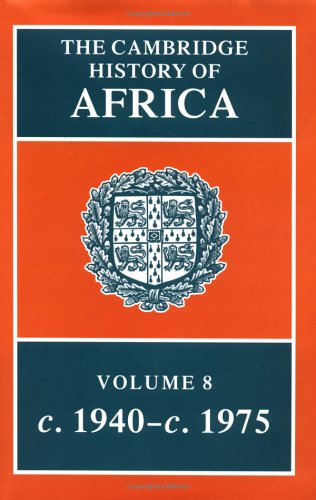 THE CAMBRIDGE
HISTORY OF
AFRICA
VOLUME 8
c. 1940–c. 1975